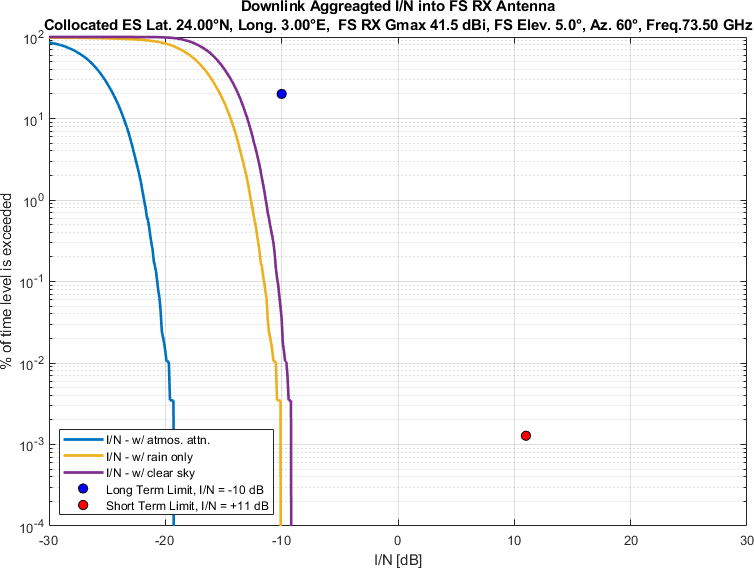 Downlink Aggreagted I/N into FS RX Antenna
Collocated ES Lat. 24.00°N, Long. 3.00°E, FS RX Gmax 41.5 dBi, FS Elev. 5.0°, Az. 60°, Freq.73.50 GHz
% of time level is exceeded
10^2
10^1
10^0
10^-1
10^-2
10^-3
10^-4
I/N - w/ atmos. attn.
I/N - w/ rain only
I/N - w/ clear sky
Long Term Limit, I/N = -10 dB
Short Term Limit, I/N = +11 dB
-30 -20 -10 0 10 20 30
I/N [dB]